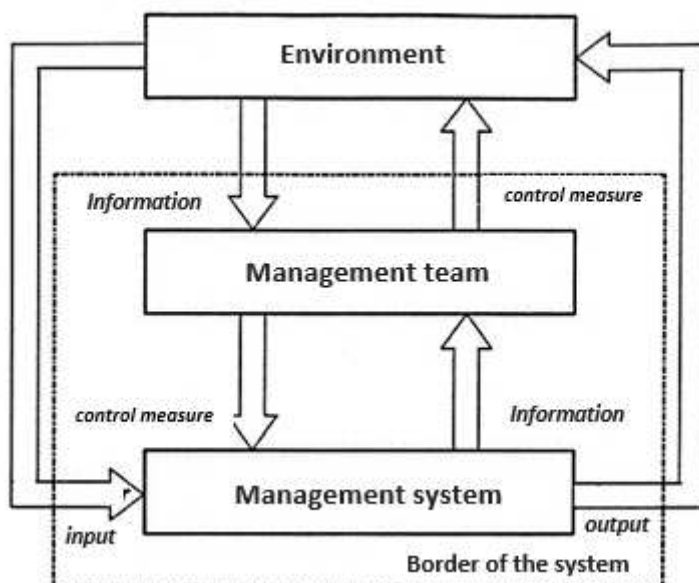 Environment
Information
control measure
Management team
control measure
Information
Management system
input
output
Border of the system